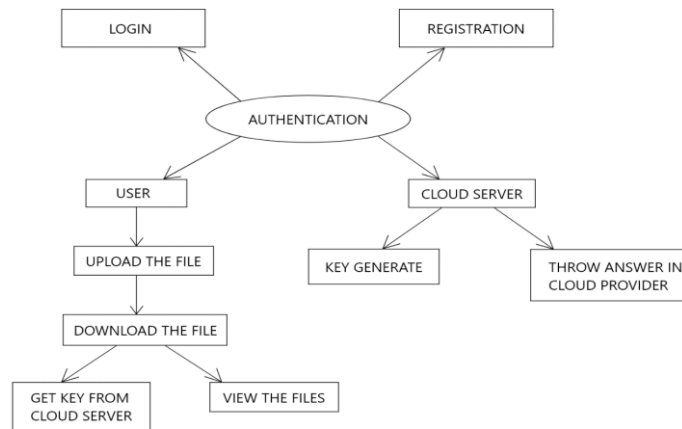 LOGIN
REGISTRATION
AUTHENTICATION
USER
CLOUD SERVER
UPLOAD THE FILE
KEY GENERATE
THROW ANSWER IN
CLOUD PROVIDER
DOWNLOAD THE FILE
GET KEY FROM
CLOUD SERVER
VIEW THE FILES